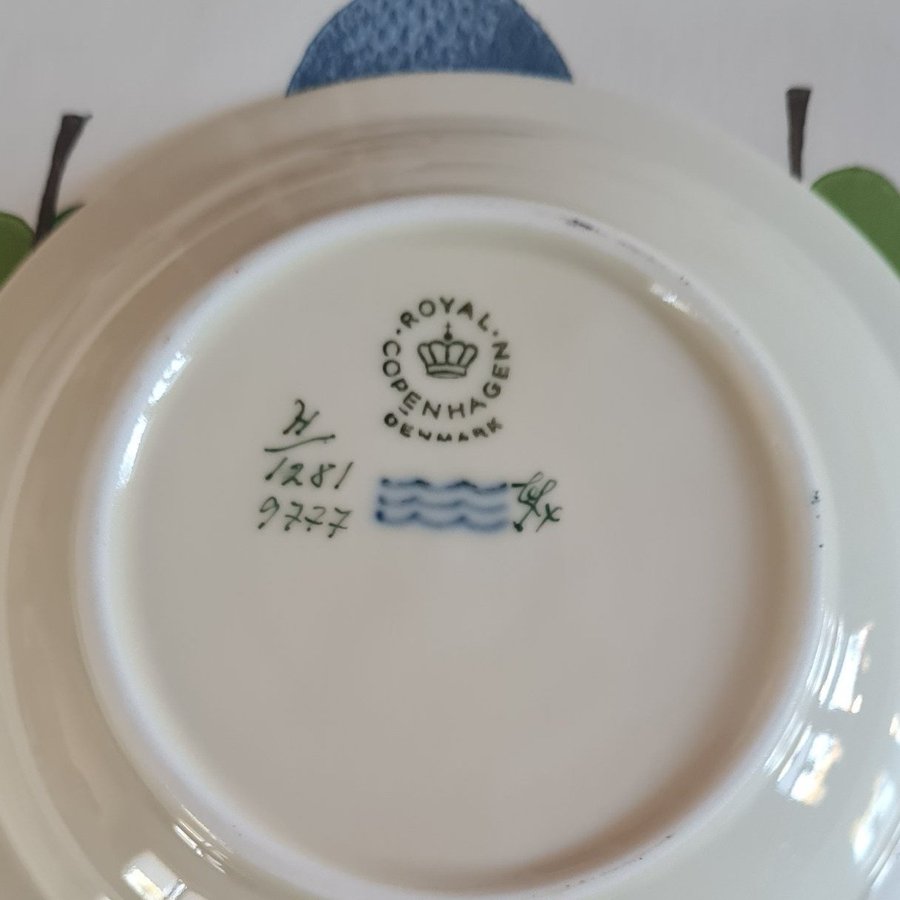 ROYAL
COPENHAGEN
DENMARK
H
1281
9777